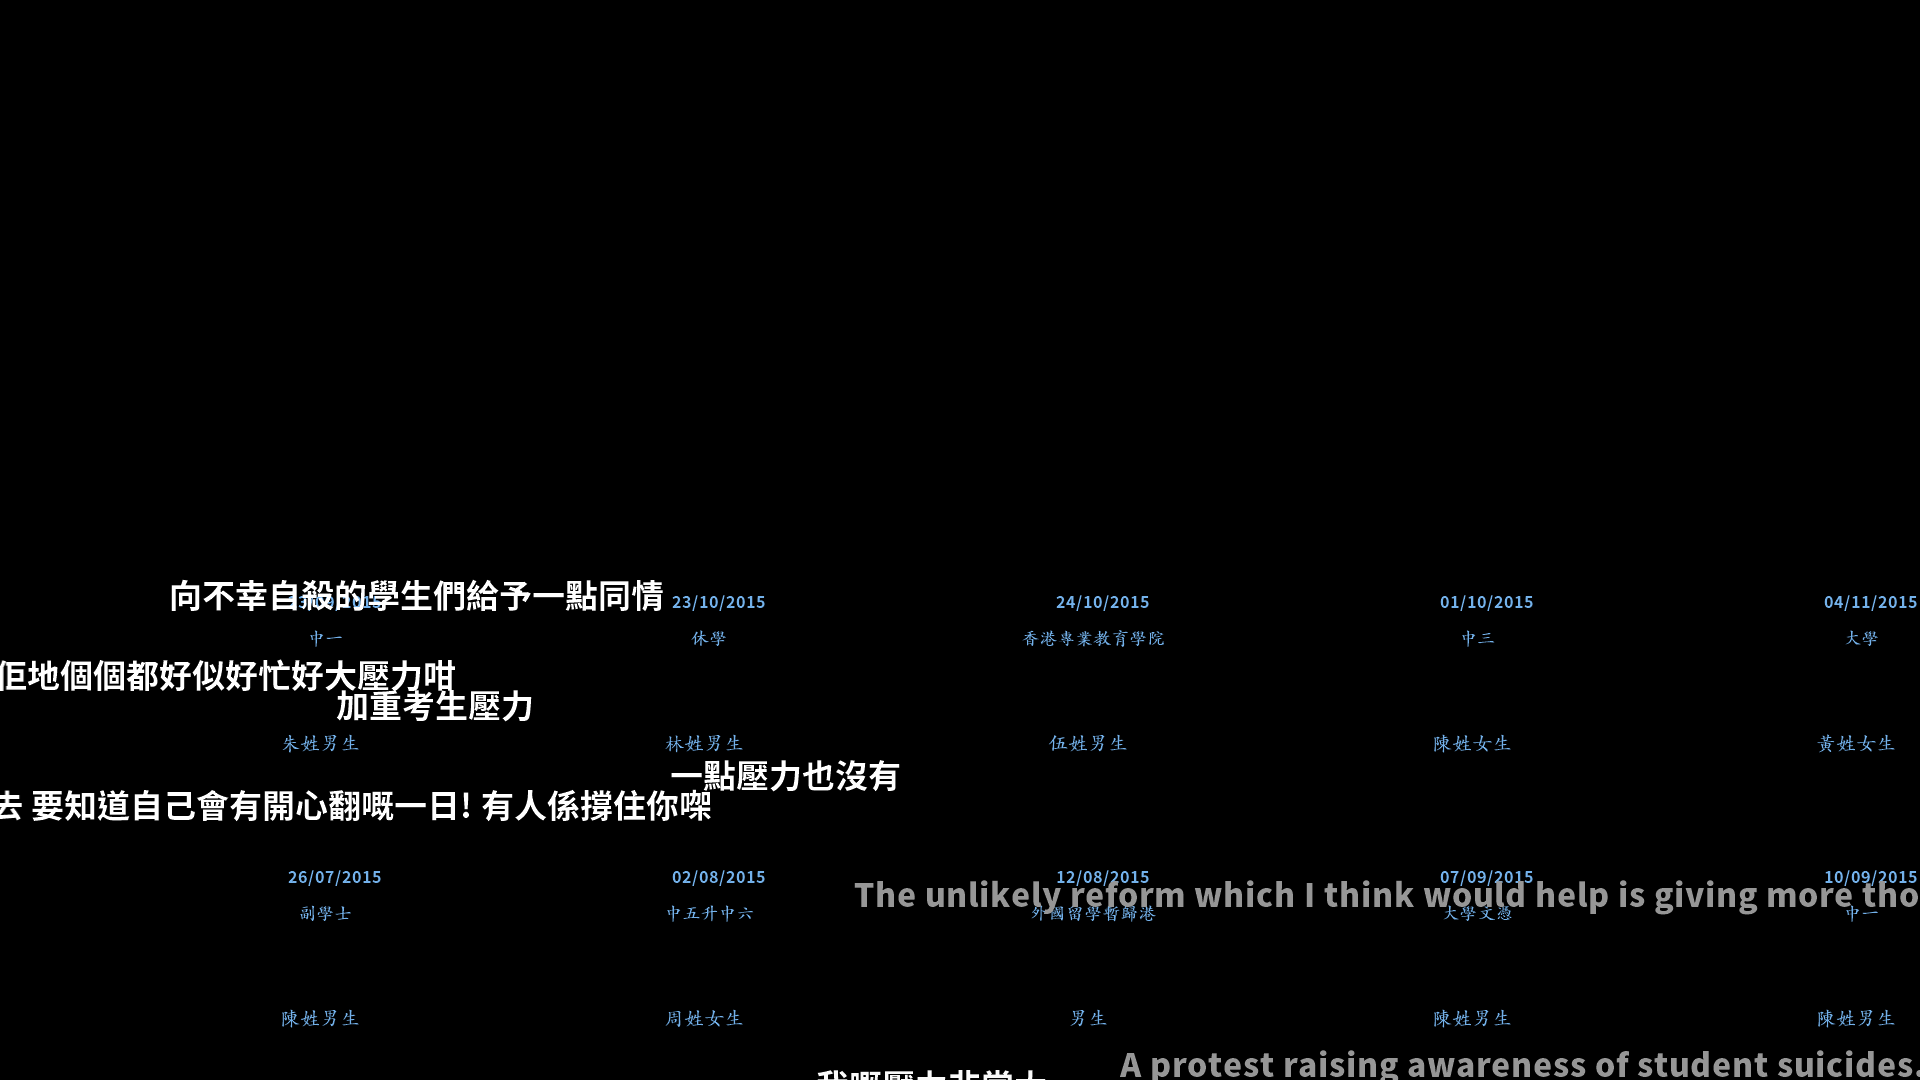 向不幸自殺的學生們給予一點同情
23/10/2015
24/10/2015
01/10/2015
04/11/2015
中一
休學
香港專業教育學院
中三
大學
佢地個個都好似好忙好大壓力咁
加重考生壓力
朱姓男生
林姓男生
伍姓男生
陳姓女生
黃姓女生
一點壓力也沒有
去 要知道自己會有開心翻嘅一日! 有人係撐住你㗎
26/07/2015
02/08/2015
12/08/2015
07/09/2015
10/09/2015
The unlikely reform which I think would help is giving more tho
副學士
中五升中六
外國留學暫歸港
大學文憑
中一
陳姓男生
周姓女生
男生
陳姓男生
陳姓男生
A protest raising awareness of student suicides.